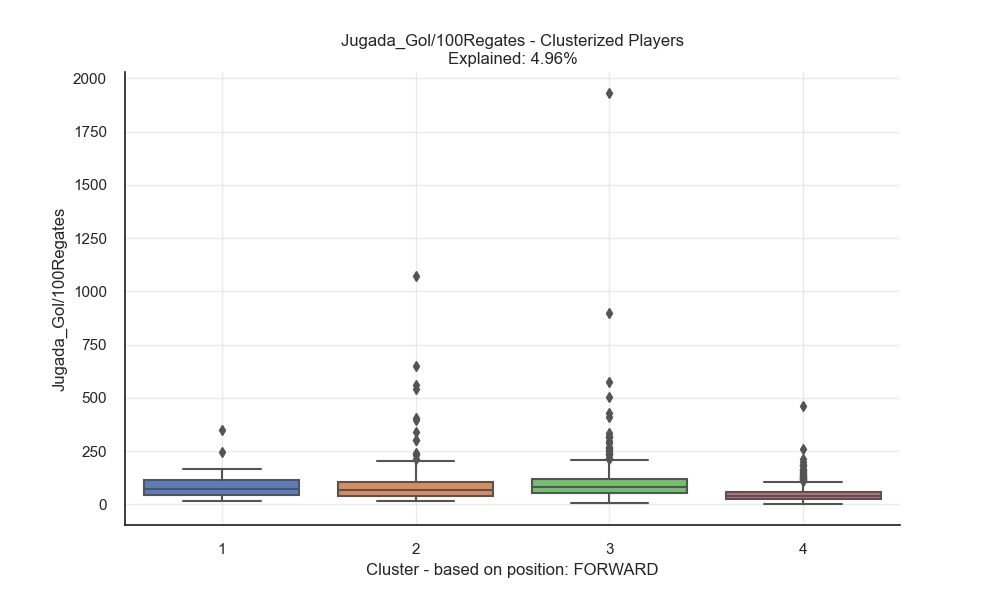 Jugada_Gol/100Regates - Clusterized Players
Explained: 4.96%
2000
1750
1500
1250
1000
750
500
250
0
Jugada_Gol/100Regates
1 2 3 4
Cluster - based on position: FORWARD